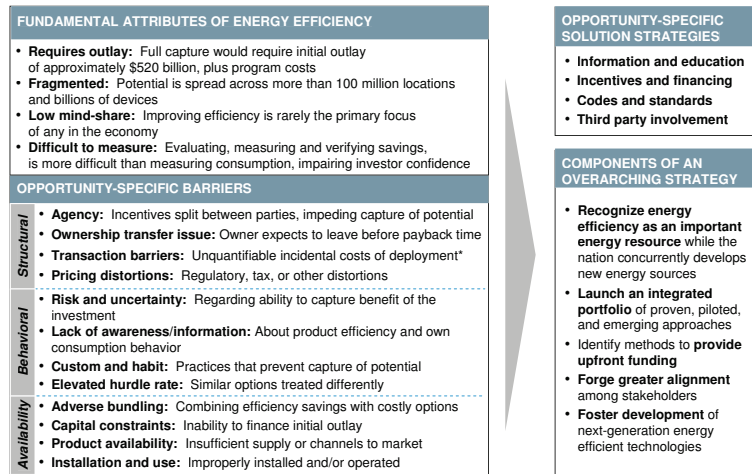 FUNDAMENTAL ATTRIBUTES OF ENERGY EFFICIENCY
• Requires outlay: Full capture would require initial outlay
of approximately $520 billion, plus program costs
• Fragmented: Potential is spread across more than 100 million locations
and billions of devices
• Low mind-share: Improving efficiency is rarely the primary focus
of any in the economy
• Difficult to measure: Evaluating, measuring and verifying savings,
is more difficult than measuring consumption, impairing investor confidence
OPPORTUNITY-SPECIFIC BARRIERS
Structural
• Agency: Incentives split between parties, impeding capture of potential
• Ownership transfer issue: Owner expects to leave before payback time
• Transaction barriers: Unquantifiable incidental costs of deployment*
• Pricing distortions: Regulatory, tax, or other distortions
Behavioral
• Risk and uncertainty: Regarding ability to capture benefit of the
investment
• Lack of awareness/information: About product efficiency and own
consumption behavior
• Custom and habit: Practices that prevent capture of potential
• Elevated hurdle rate: Similar options treated differently
Availability
• Adverse bundling: Combining efficiency savings with costly options
• Capital constraints: Inability to finance initial outlay
• Product availability: Insufficient supply or channels to market
• Installation and use: Improperly installed and/or operated
OPPORTUNITY-SPECIFIC
SOLUTION STRATEGIES
• Information and education
• Incentives and financing
• Codes and standards
• Third party involvement
COMPONENTS OF AN
OVERARCHING STRATEGY
• Recognize energy
efficiency as an important
energy resource while the
nation concurrently develops
new energy sources
• Launch an integrated
portfolio of proven, piloted,
and emerging approaches
• Identify methods to provide
upfront funding
• Forge greater alignment
among stakeholders
• Foster development of
next-generation energy
efficient technologies